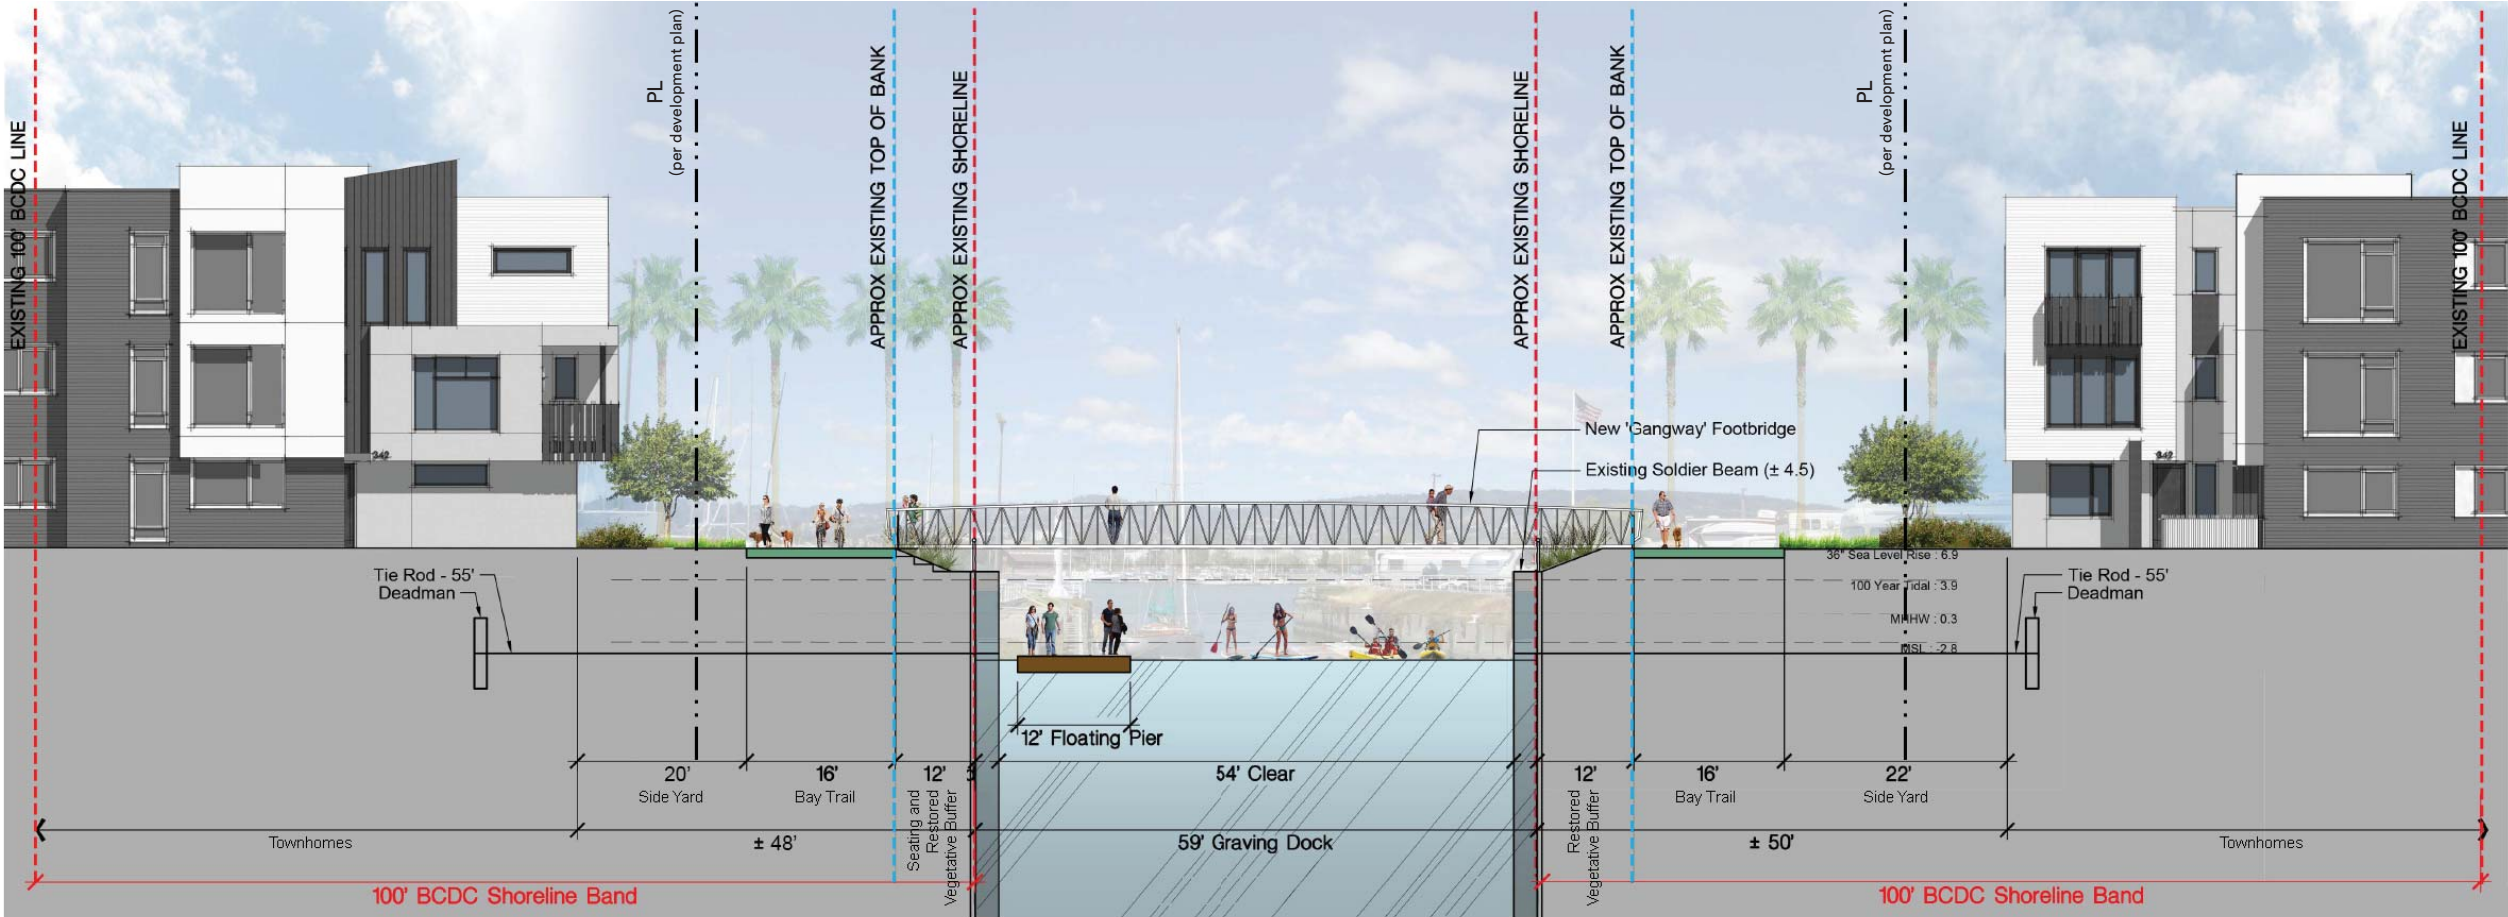 EXISTING 100' BCDC LINE
PL
(per development plan)
APPROX EXISTING TOP OF BANK
APPROX EXISTING SHORELINE
APPROX EXISTING SHORELINE
APPROX EXISTING TOP OF BANK
PL
(per development plan)
EXISTING 100' BCDC LINE
New 'Gangway' Footbridge
Existing Soldier Beam (± 4.5)
342
342
36" Sea Level Rise : 6.9
100 Year Tidal : 3.9
MHHW : 0.3
MSL : -2.8
Tie Rod - 55'
Deadman
Tie Rod - 55'
Deadman
12' Floating Pier
20'
Side Yard
16'
Bay Trail
12'
Seating and
Restored
Vegetative Buffer
54' Clear
12'
Restored
Vegetative Buffer
16'
Bay Trail
22'
Side Yard
Townhomes
± 48'
59' Graving Dock
± 50'
Townhomes
100' BCDC Shoreline Band
100' BCDC Shoreline Band